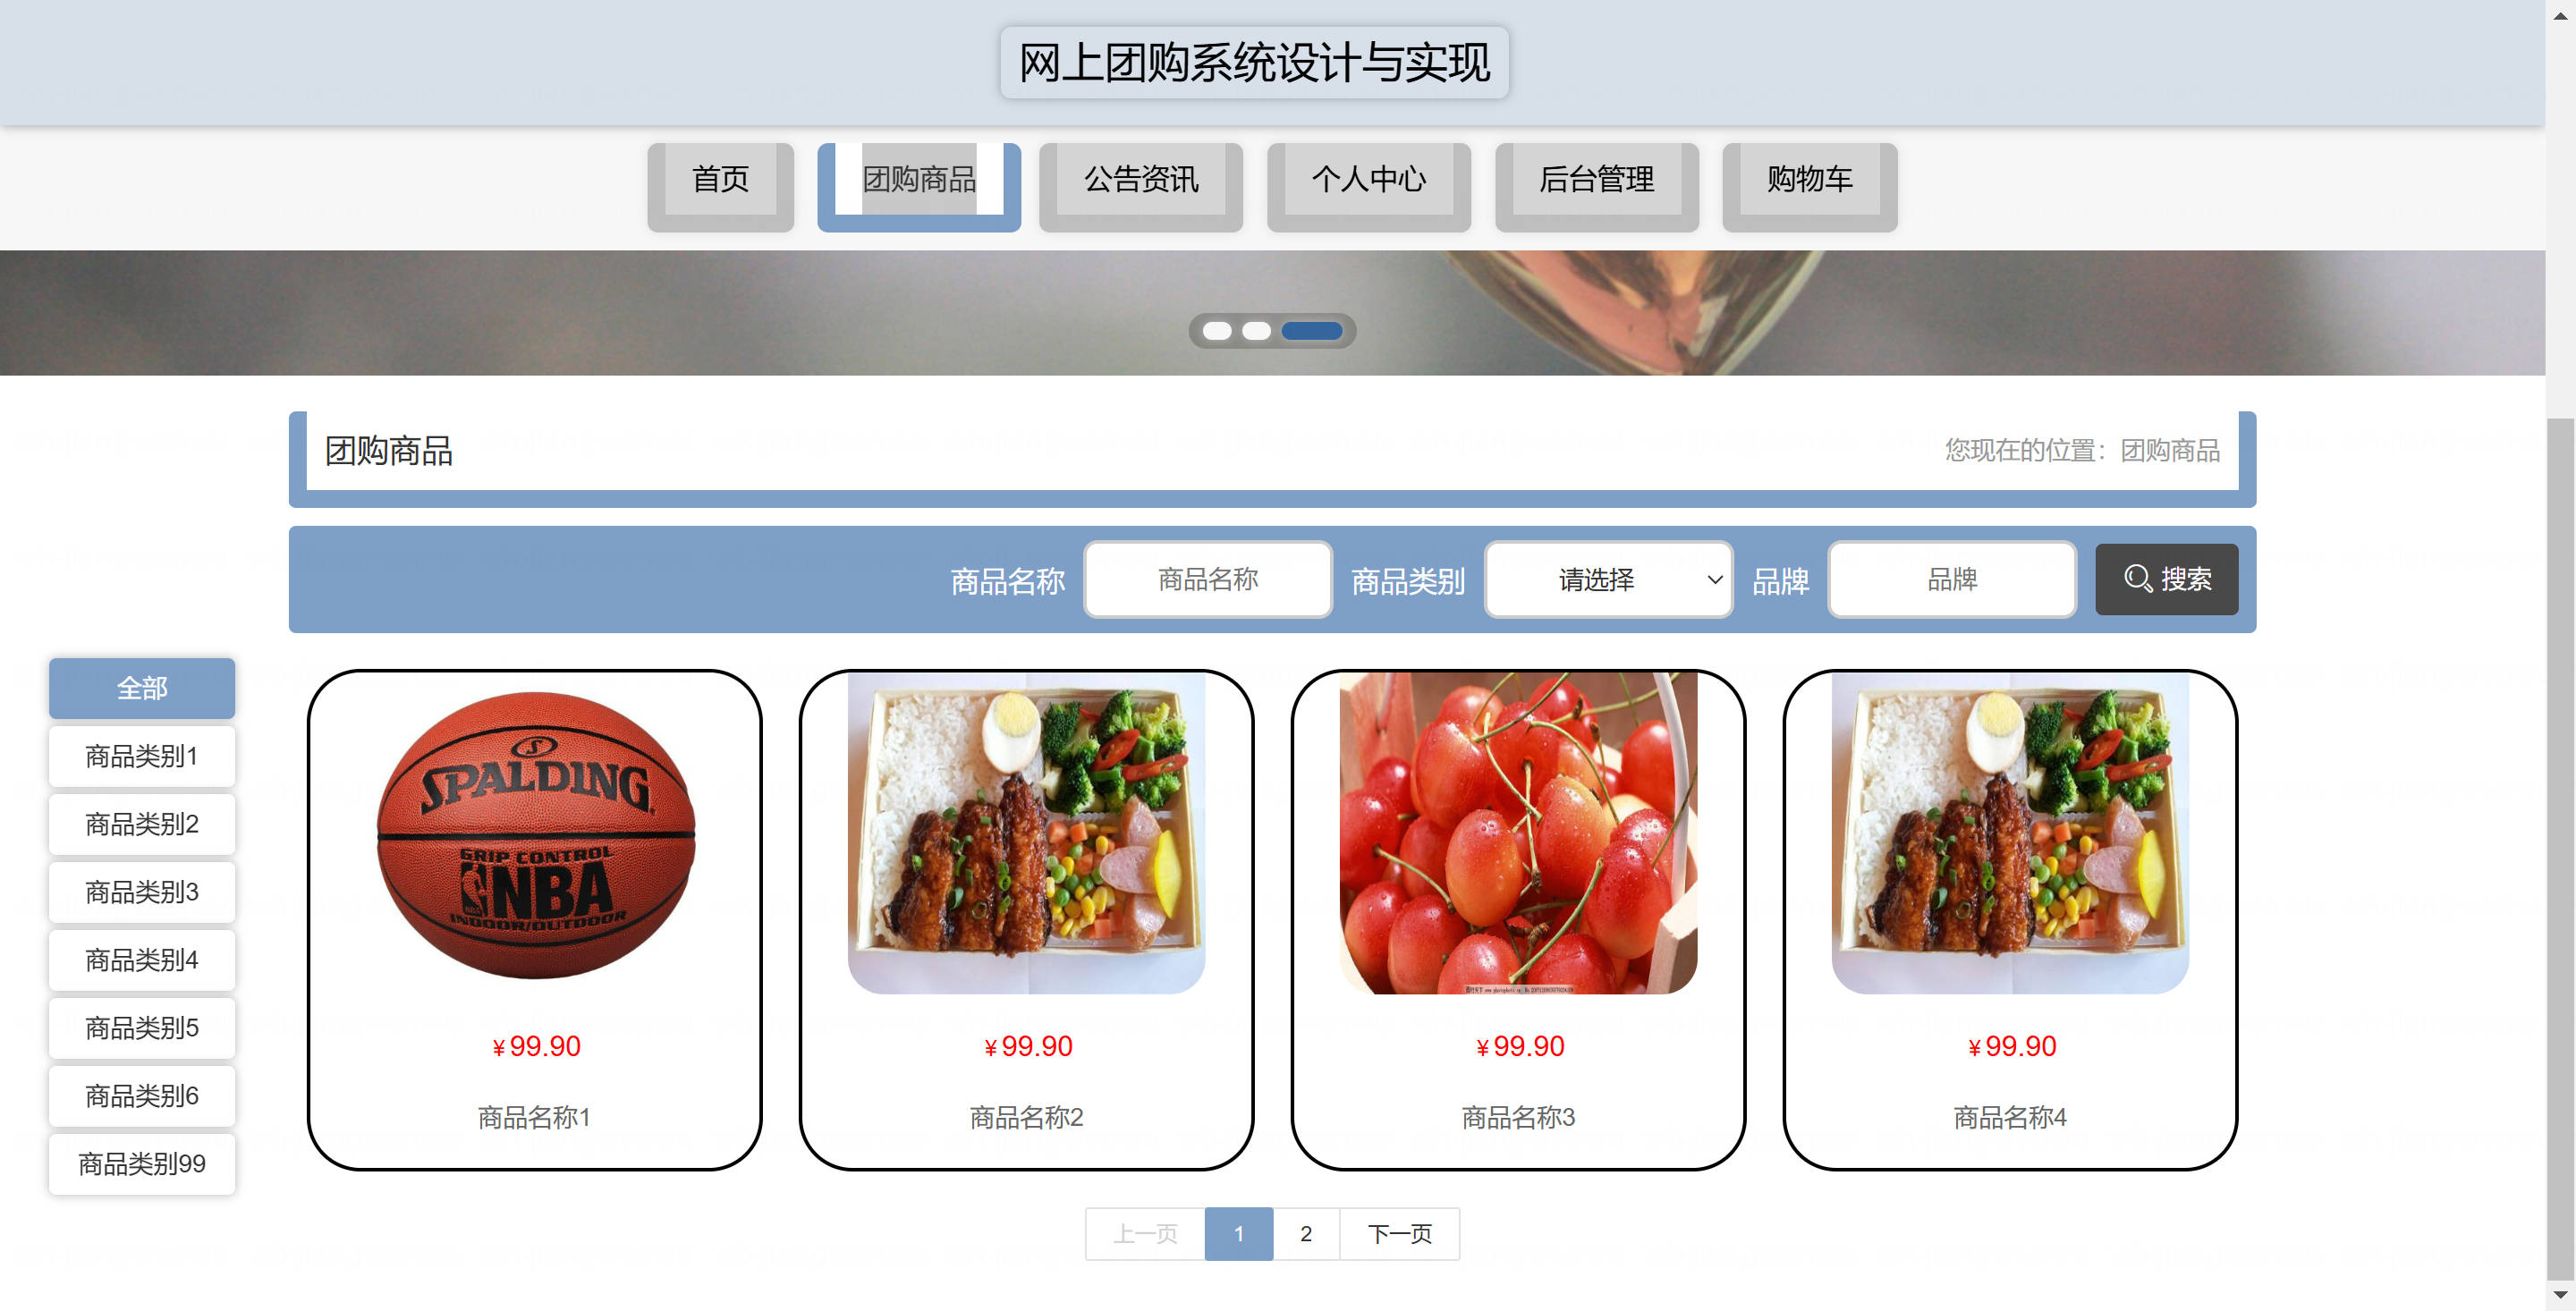 网上团购系统设计与实现
首页 团购商品 公告资讯 个人中心 后台管理 购物车
团购商品 您现在的位置：团购商品
商品名称 商品名称 商品类别 请选择 品牌 品牌 搜索
全部
商品类别1
商品类别2
商品类别3
商品类别4
商品类别5
商品类别6
商品类别99
SPALDING
GRIP CONTROL
NBA
INDOOR/OUTDOOR
¥ 99.90 ¥ 99.90 ¥ 99.90 ¥ 99.90
商品名称1 商品名称2 商品名称3 商品名称4
上一页 1 2 下一页